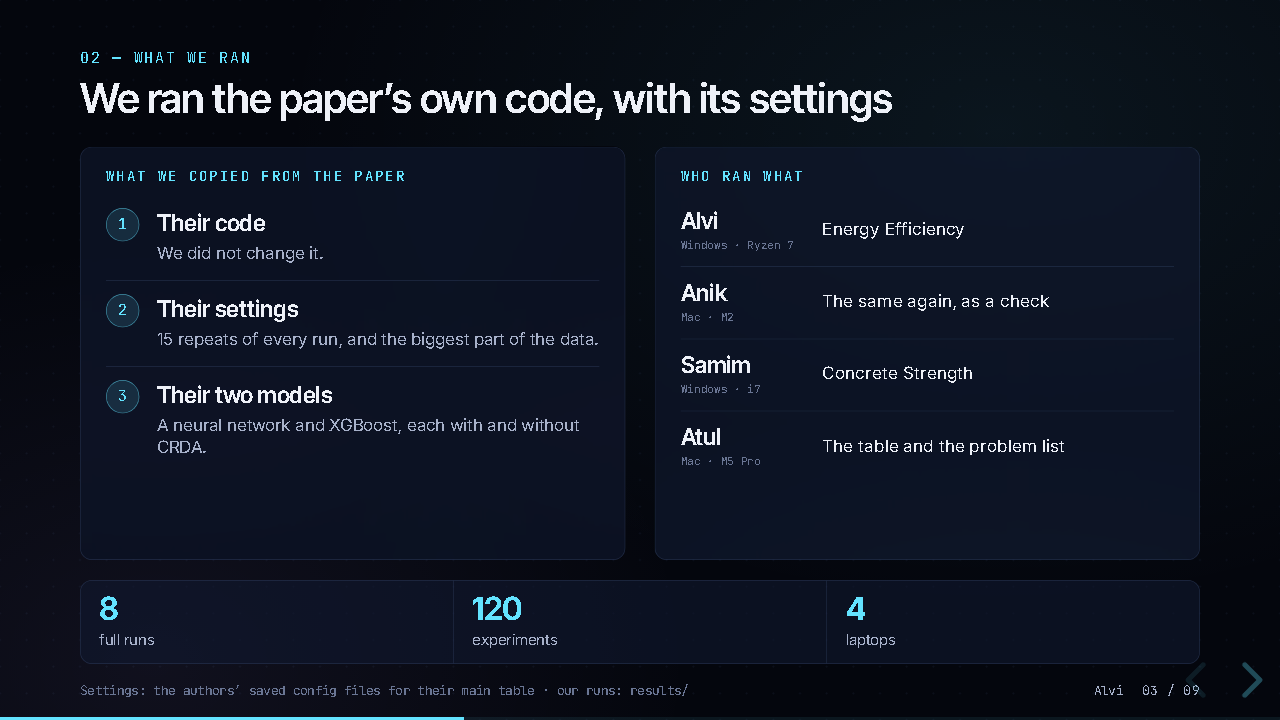 02 — WHAT WE RAN
We ran the paper’s own code, with its settings
WHAT WE COPIED FROM THE PAPER
1
Their code
We did not change it.
2
Their settings
15 repeats of every run, and the biggest part of the data.
3
Their two models
A neural network and XGBoost, each with and without
CRDA.
WHO RAN WHAT
Alvi
Windows · Ryzen 7
Energy Efficiency
Anik
Mac · M2
The same again, as a check
Samim
Windows · i7
Concrete Strength
Atul
Mac · M5 Pro
The table and the problem list
8
full runs
120
experiments
4
laptops
Settings: the authors’ saved config files for their main table · our runs: results/
Alvi 03 / 09